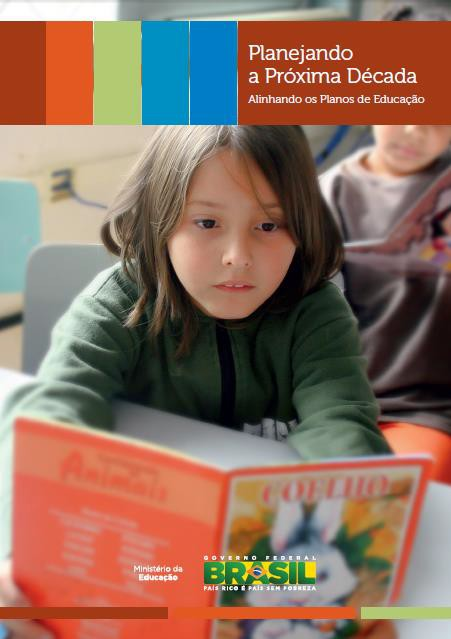 Planejando
a Próxima Década
Alinhando os Planos de Educação
Animais
COELHO
Ministério da
Educação
GOVERNO FEDERAL
BRASIL
PAÍS RICO É PAÍS SEM POBREZA